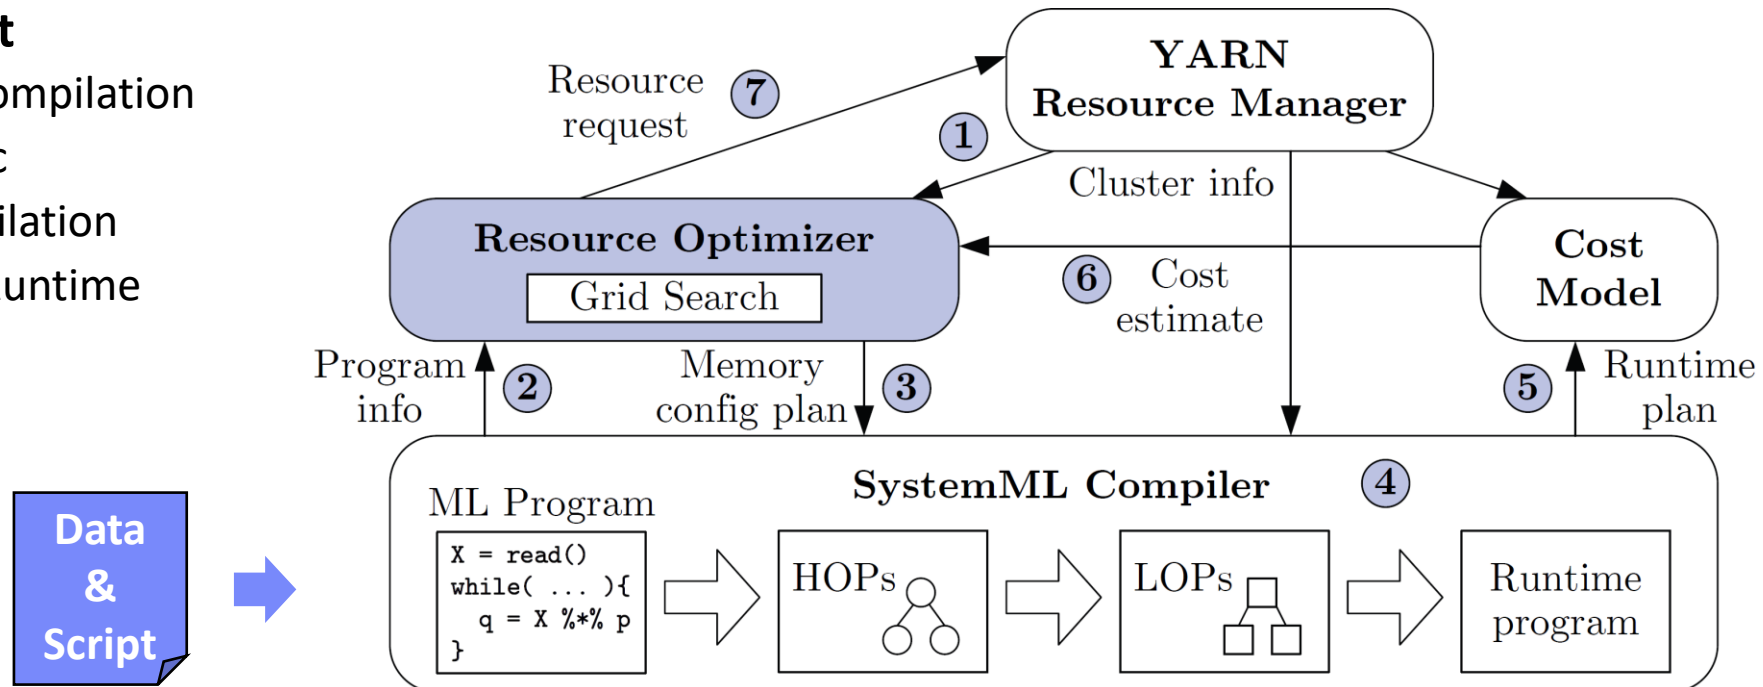 t
ompilation
c
ilation
untime
YARN
Resource Manager
Resource
request
7
1
Cluster info
Resource Optimizer
Grid Search
Cost
Model
6
Cost
estimate
Program
info
2
Memory
config plan
3
5
Runtime
plan
SystemML Compiler
4
Data
&
Script
ML Program
X = read()
while( ... ){
q = X %*% p
}
HOPs
LOPs
Runtime
program